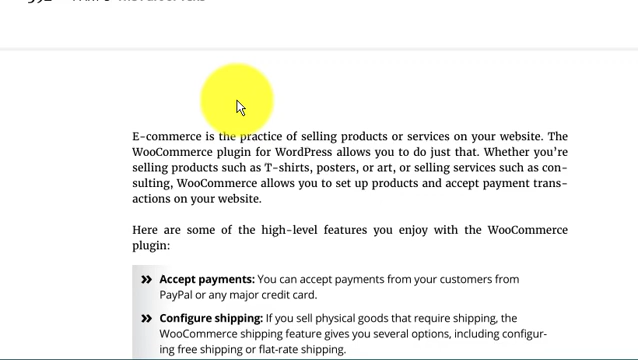 E-commerce is the practice of selling products or services on your website. The
WooCommerce plugin for WordPress allows you to do just that. Whether you’re
selling products such as T-shirts, posters, or art, or selling services such as con-
sulting, WooCommerce allows you to set up products and accept payment trans-
actions on your website.
Here are some of the high-level features you enjoy with the WooCommerce
plugin:
» Accept payments: You can accept payments from your customers from
PayPal or any major credit card.
» Configure shipping: If you sell physical goods that require shipping, the
WooCommerce shipping feature gives you several options, including configur-
ing free shipping or flat-rate shipping.